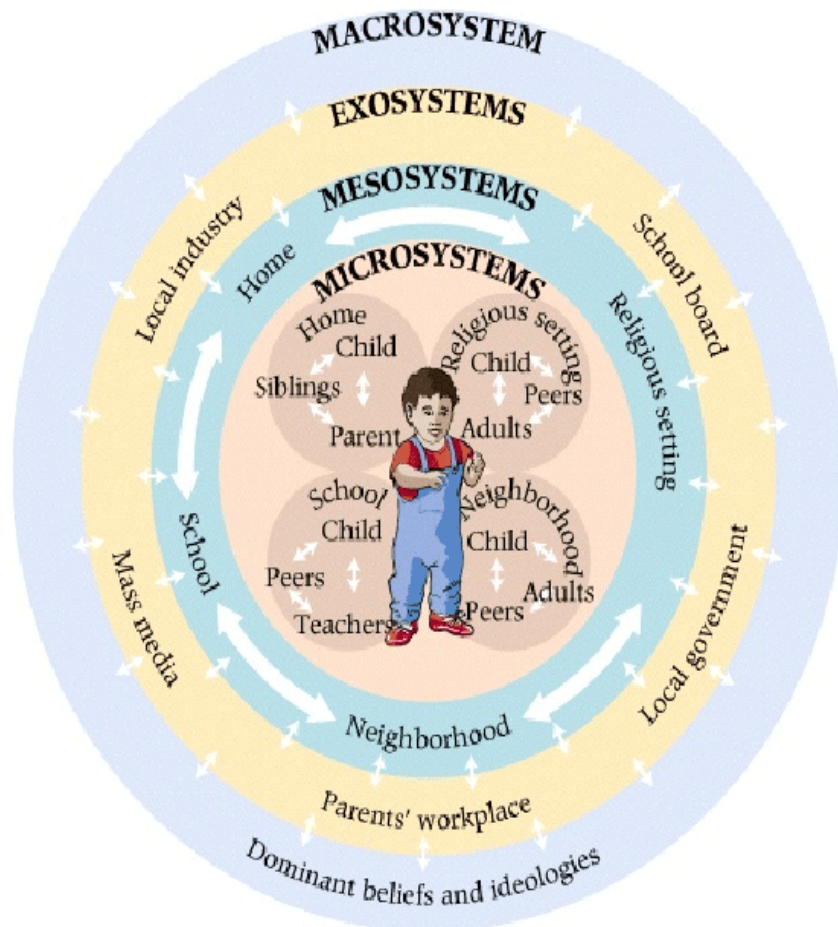 MACROSYSTEM
EXOSYSTEMS
MESOSYSTEMS
MICROSYSTEMS
Local industry
School board
Home
Religious setting
Home
Child
Siblings
Parent
Religious setting
Child
Peers
Adults
School
Child
Peers
Teachers
Neighborhood
Child
Adults
Peers
School
Neighborhood
Mass media
Local government
Parents' workplace
Dominant beliefs and ideologies